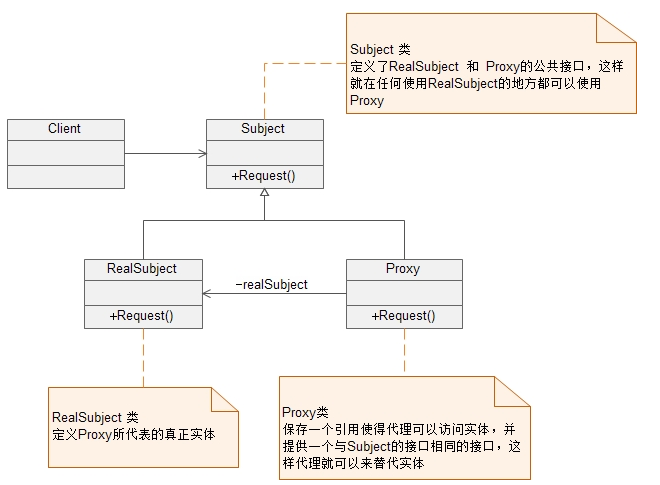 Subject 类
定义了RealSubject 和 Proxy的公共接口，这样
就在任何使用RealSubject的地方都可以使用
Proxy
Client
Subject
+Request()
RealSubject
Proxy
−realSubject
+Request()
+Request()
RealSubject 类
定义Proxy所代表的真正实体
Proxy类
保存一个引用使得代理可以访问实体，并
提供一个与Subject的接口相同的接口，这
样代理就可以来替代实体